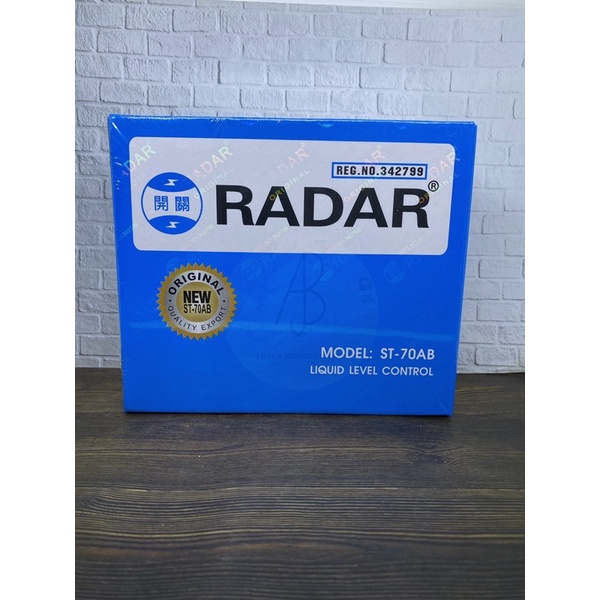 REG.NO.342799
開關
RADAR®
ORIGINAL
NEW
ST-70AB
QUALITY EXPORT
MODEL: ST-70AB
LIQUID LEVEL CONTROL